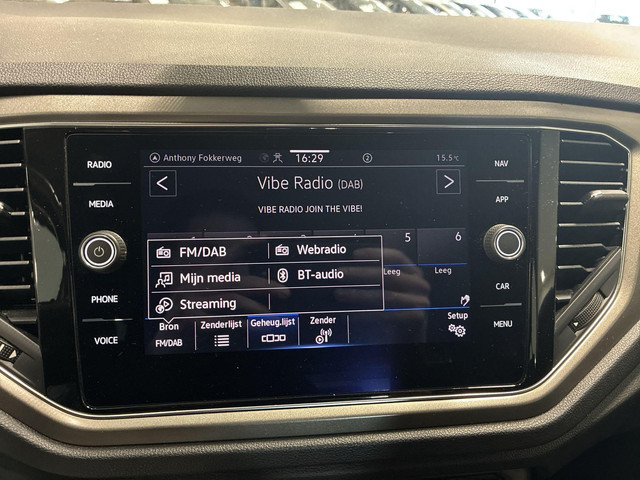 RADIO
MEDIA
PHONE
VOICE
Anthony Fokkerweg 16:29 2 15.5°C
Vibe Radio (DAB)
VIBE RADIO JOIN THE VIBE!
5 6
Leeg Leeg
FM/DAB Webradio
Mijn media BT-audio
Streaming
Bron Zenderlijst Geheug.lijst Zender Setup
FM/DAB
NAV
APP
CAR
MENU